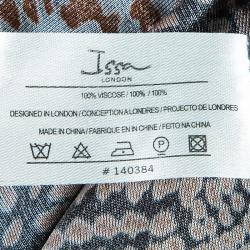 Issa
LONDON
100% VISCOSE / 100% / 100%
DESIGNED IN LONDON / CONCEPTION A LONDRES / PROJECTO DE LONDRES
MADE IN CHINA / FABRIQUE EN IN CHINE / FEITO NA CHINA
P
# 140384